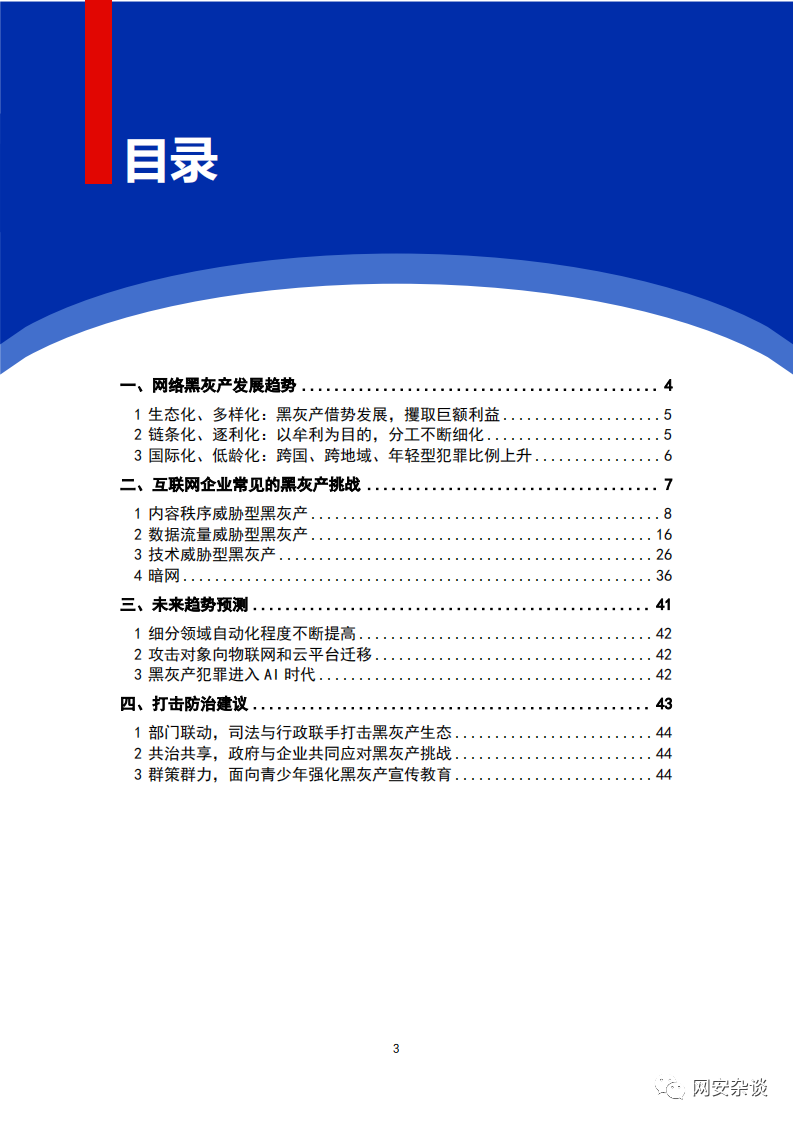 目录
一、网络黑灰产发展趋势 ............................................ 4
1 生态化、多样化：黑灰产借势发展，攫取巨额利益 .................... 5
2 链条化、逐利化：以牟利为目的，分工不断细化 ...................... 5
3 国际化、低龄化：跨国、跨地域、年轻型犯罪比例上升 ................ 6
二、互联网企业常见的黑灰产挑战 .................................... 7
1 内容秩序威胁型黑灰产 ............................................ 8
2 数据流量威胁型黑灰产 ........................................... 16
3 技术威胁型黑灰产 ............................................... 26
4 暗网 ........................................................... 36
三、未来趋势预测 ................................................. 41
1 细分领域自动化程度不断提高 ..................................... 42
2 攻击对象向物联网和云平台迁移 ................................... 42
3 黑灰产犯罪进入 AI 时代 ......................................... 42
四、打击防治建议 ................................................. 43
1 部门联动，司法与行政联手打击黑灰产生态 ......................... 44
2 共治共享，政府与企业共同应对黑灰产挑战 ......................... 44
3 群策群力，面向青少年强化黑灰产宣传教育 ......................... 44
3
网安杂谈